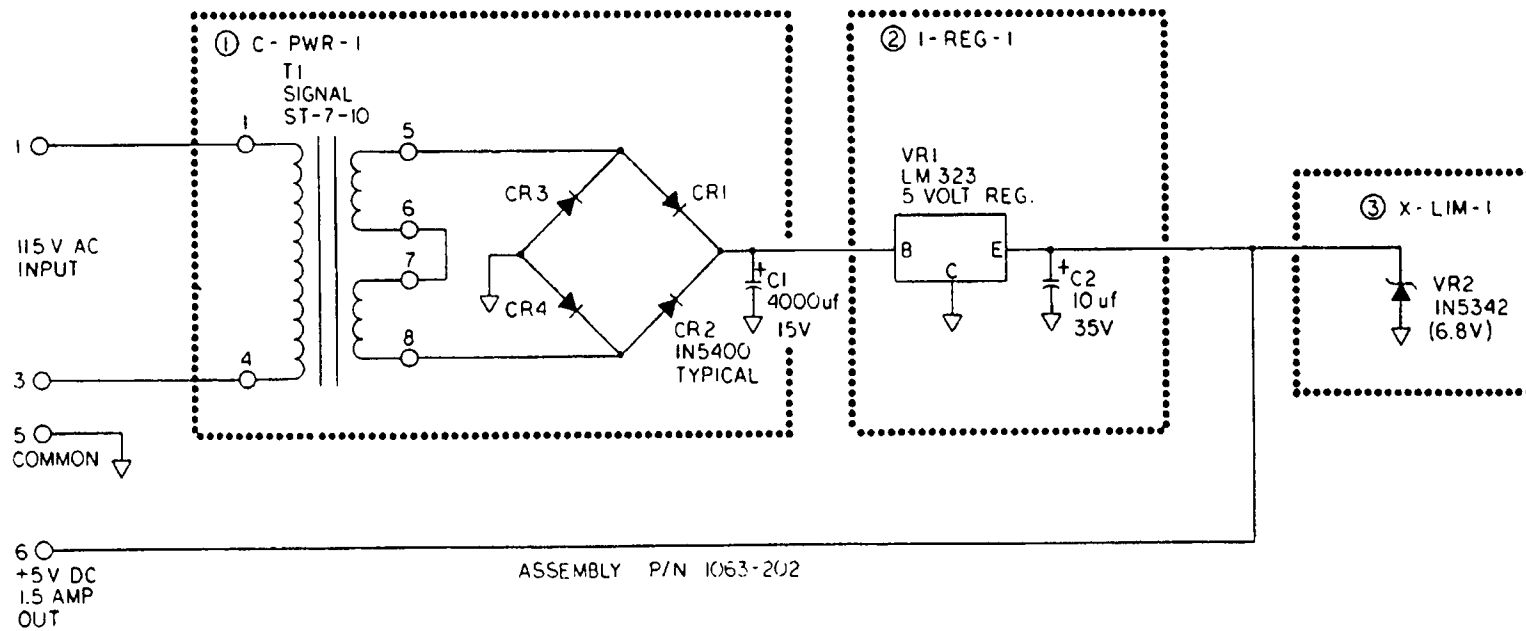 ① C-PWR-1
T1
SIGNAL
ST-7-10
② 1-REG-1
VR1
LM 323
5 VOLT REG.
③ X-LIM-1
1
1
5
CR3
CR1
6
115 V AC
INPUT
7
B
E
C
+
C1
4000uf
15V
+
C2
10 uf
35V
VR2
IN5342
(6.8V)
CR4
CR2
IN5400
TYPICAL
8
3
4
5
COMMON
6
+5V DC
1.5 AMP
OUT
ASSEMBLY P/N 1063-202